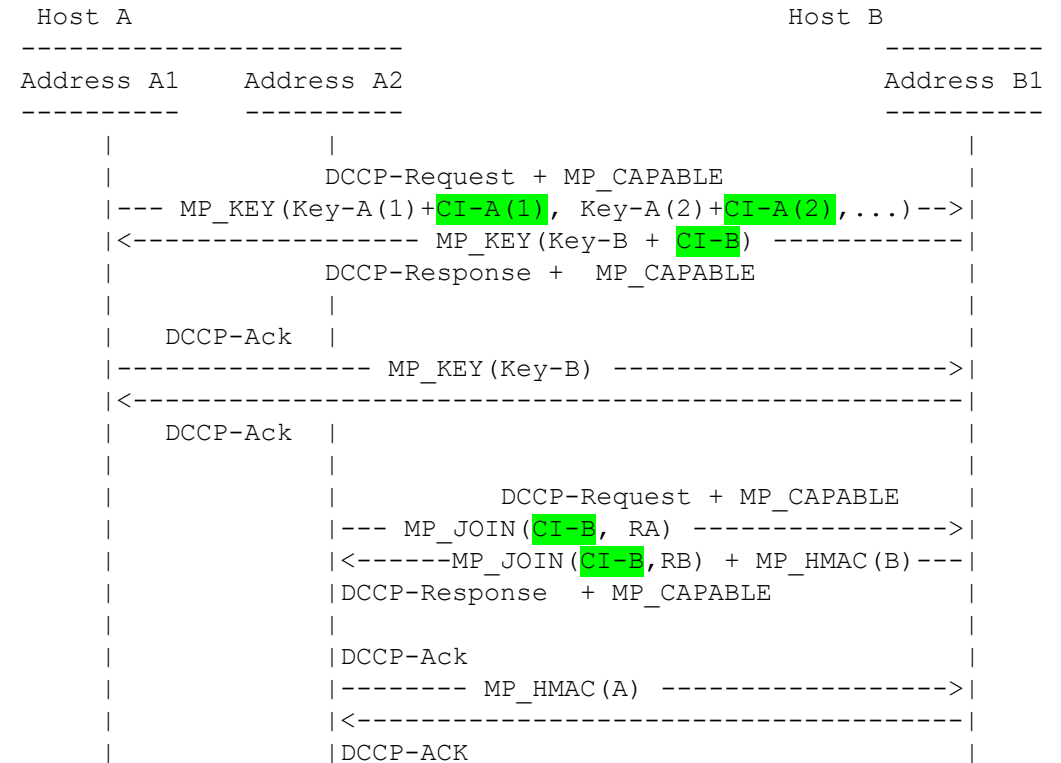 Host A                                         Host B
------------------------                              ----------
Address A1    Address A2                              Address B1
----------    ----------                              ----------
     |             |                                       |
     |             DCCP-Request + MP_CAPABLE               |
     |--- MP_KEY(Key-A(1)+CI-A(1), Key-A(2)+CI-A(2),...)-->|
     |<------------------ MP_KEY(Key-B + CI-B) ------------|
     |             DCCP-Response +  MP_CAPABLE             |
     |             |                                       |
     |   DCCP-Ack  |                                       |
     |---------------- MP_KEY(Key-B) --------------------->|
     |<----------------------------------------------------|
     |   DCCP-Ack  |                                       |
     |             |                                       |
     |             |          DCCP-Request + MP_CAPABLE    |
     |             |--- MP_JOIN(CI-B, RA) ---------------->|
     |             |<------MP_JOIN(CI-B,RB) + MP_HMAC(B)---|
     |             |DCCP-Response  + MP_CAPABLE            |
     |             |                                       |
     |             |DCCP-Ack                               |
     |             |-------- MP_HMAC(A) ------------------>|
     |             |<--------------------------------------|
     |             |DCCP-ACK                               |